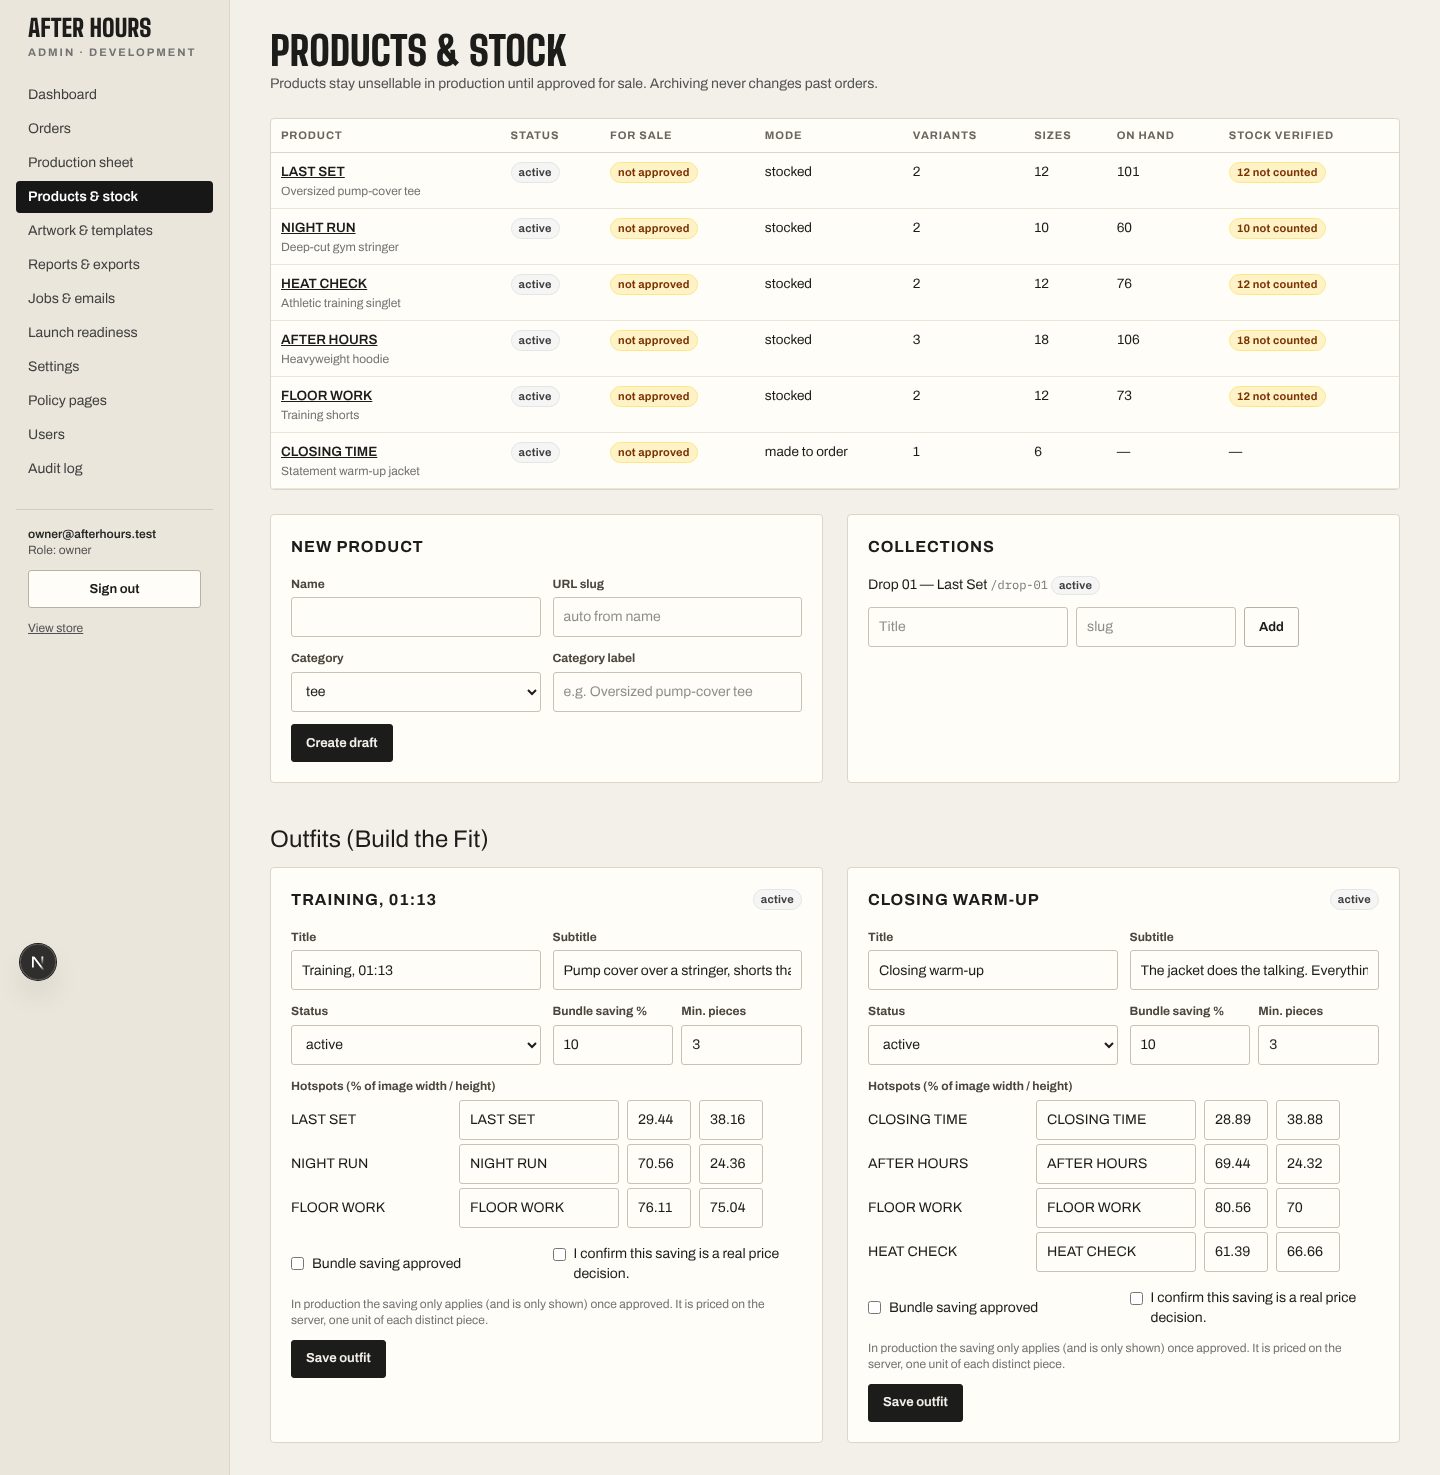 AFTER HOURS
ADMIN · DEVELOPMENT
Dashboard
Orders
Production sheet
Products & stock
Artwork & templates
Reports & exports
Jobs & emails
Launch readiness
Settings
Policy pages
Users
Audit log
owner@afterhours.test
Role: owner
Sign out
View store
N
PRODUCTS & STOCK
Products stay unsellable in production until approved for sale. Archiving never changes past orders.
PRODUCT STATUS FOR SALE MODE VARIANTS SIZES ON HAND STOCK VERIFIED
LAST SET active not approved stocked 2 12 101 12 not counted
Oversized pump-cover tee
NIGHT RUN active not approved stocked 2 10 60 10 not counted
Deep-cut gym stringer
HEAT CHECK active not approved stocked 2 12 76 12 not counted
Athletic training singlet
AFTER HOURS active not approved stocked 3 18 106 18 not counted
Heavyweight hoodie
FLOOR WORK active not approved stocked 2 12 73 12 not counted
Training shorts
CLOSING TIME active not approved made to order 1 6 — —
Statement warm-up jacket
NEW PRODUCT
Name URL slug
auto from name
Category Category label
tee e.g. Oversized pump-cover tee
Create draft
COLLECTIONS
Drop 01 — Last Set /drop-01 active
Title slug Add
Outfits (Build the Fit)
TRAINING, 01:13 active
Title Subtitle
Training, 01:13 Pump cover over a stringer, shorts tha
Status Bundle saving % Min. pieces
active 10 3
Hotspots (% of image width / height)
LAST SET LAST SET 29.44 38.16
NIGHT RUN NIGHT RUN 70.56 24.36
FLOOR WORK FLOOR WORK 76.11 75.04
Bundle saving approved I confirm this saving is a real price
decision.
In production the saving only applies (and is only shown) once approved. It is priced on the
server, one unit of each distinct piece.
Save outfit
CLOSING WARM-UP active
Title Subtitle
Closing warm-up The jacket does the talking. Everythin
Status Bundle saving % Min. pieces
active 10 3
Hotspots (% of image width / height)
CLOSING TIME CLOSING TIME 28.89 38.88
AFTER HOURS AFTER HOURS 69.44 24.32
FLOOR WORK FLOOR WORK 80.56 70
HEAT CHECK HEAT CHECK 61.39 66.66
Bundle saving approved I confirm this saving is a real price
decision.
In production the saving only applies (and is only shown) once approved. It is priced on the
server, one unit of each distinct piece.
Save outfit